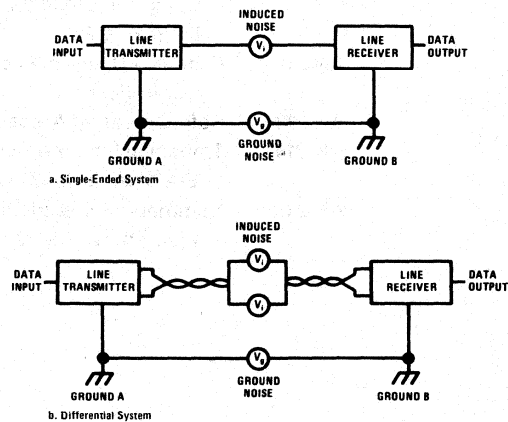 INDUCED
NOISE
DATA
INPUT
LINE
TRANSMITTER
Vi
LINE
RECEIVER
DATA
OUTPUT
Vg
GROUND
NOISE
GROUND A
GROUND B
a. Single-Ended System
INDUCED
NOISE
Vi
DATA
INPUT
LINE
TRANSMITTER
LINE
RECEIVER
DATA
OUTPUT
Vi
Vg
GROUND
NOISE
GROUND A
GROUND B
b. Differential System